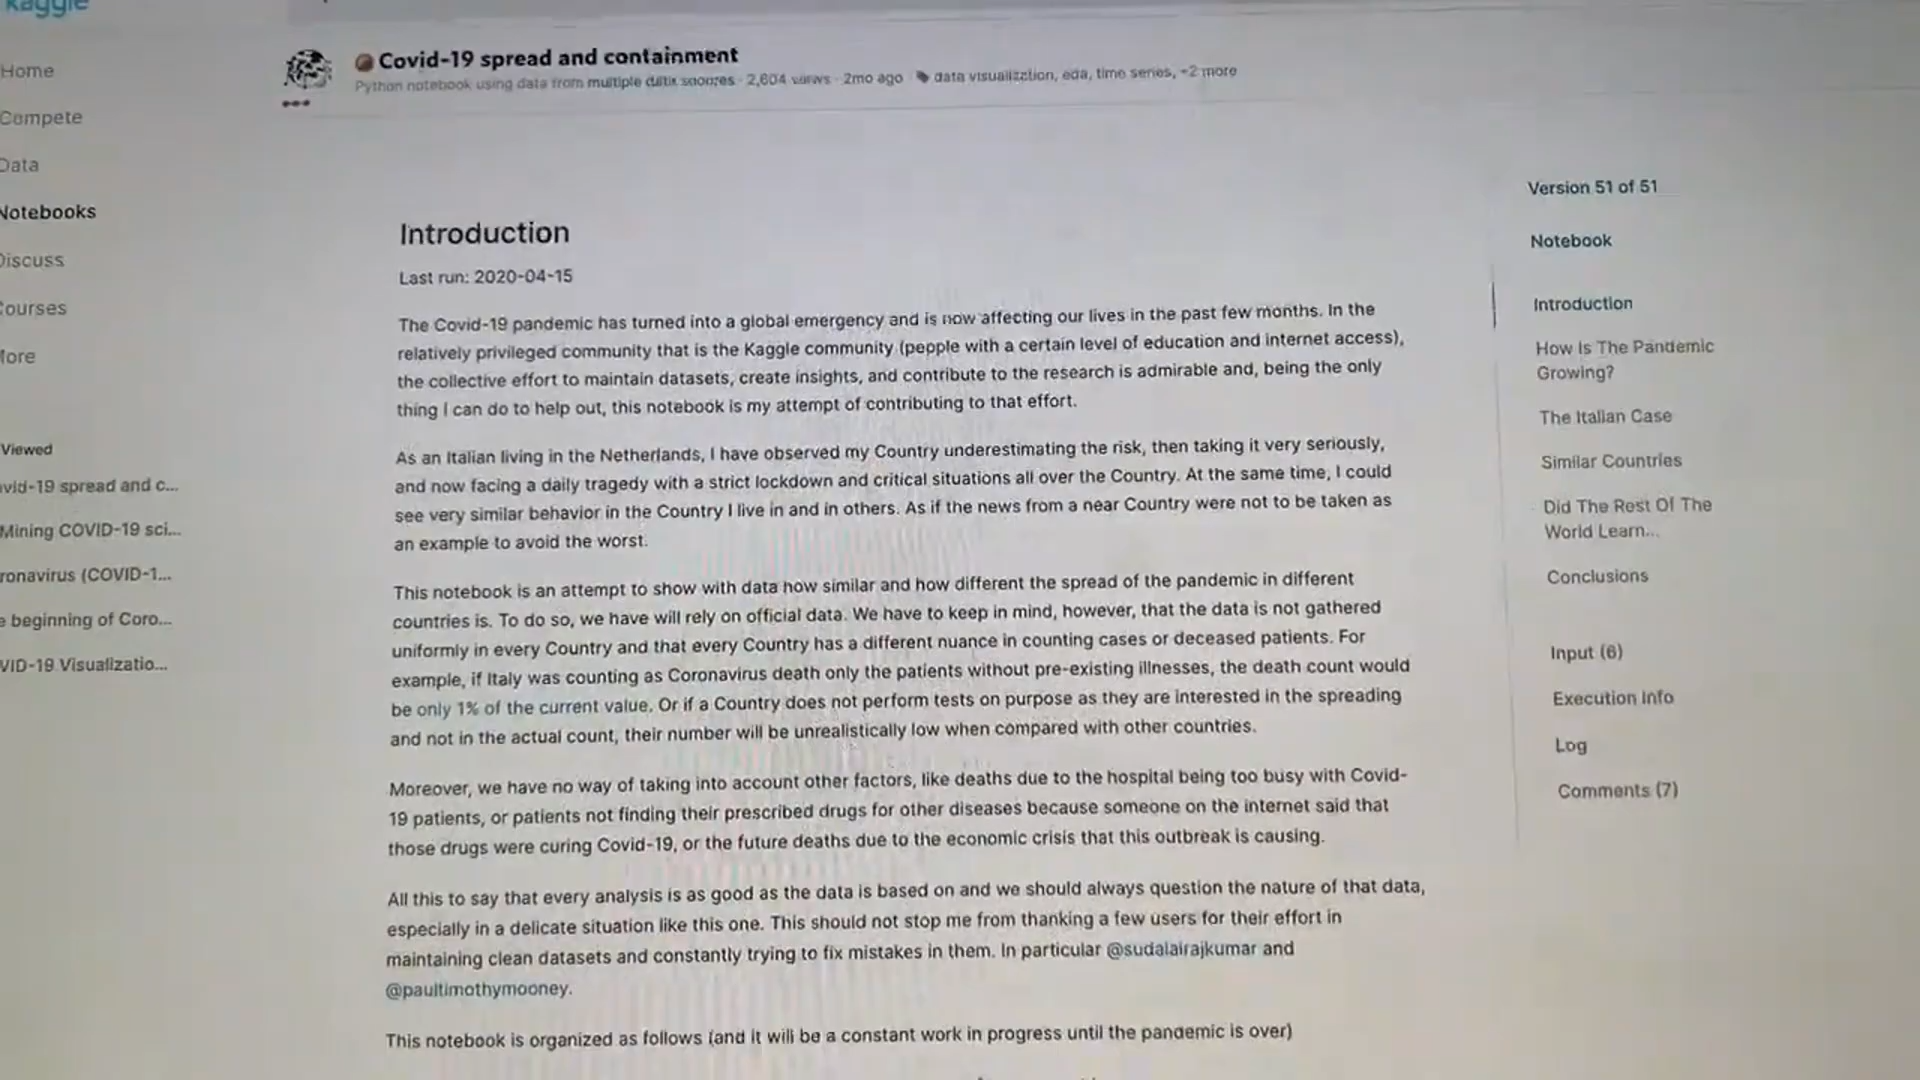 kaggle
Home
Compete
Data
Notebooks
Discuss
Courses
More
Viewed
ovid-19 spread and c...
Mining COVID-19 sci...
ronavirus (COVID-1...
e beginning of Coro...
VID-19 Visualizatio...
Covid-19 spread and containment
Python notebook using data from multiple data sources · 2,604 views · 2mo ago · data visualization, eda, time series, +2 more
Introduction
Last run: 2020-04-15
The Covid-19 pandemic has turned into a global emergency and is now affecting our lives in the past few months. In the
relatively privileged community that is the Kaggle community (pepple with a certain level of education and internet access),
the collective effort to maintain datasets, create insights, and contribute to the research is admirable and, being the only
thing I can do to help out, this notebook is my attempt of contributing to that effort.
As an Italian living in the Netherlands, I have observed my Country underestimating the risk, then taking it very seriously,
and now facing a daily tragedy with a strict lockdown and critical situations all over the Country. At the same time, I could
see very similar behavior in the Country I live in and in others. As if the news from a near Country were not to be taken as
an example to avoid the worst.
This notebook is an attempt to show with data how similar and how different the spread of the pandemic in different
countries is. To do so, we have will rely on official data. We have to keep in mind, however, that the data is not gathered
uniformly in every Country and that every Country has a different nuance in counting cases or deceased patients. For
example, if Italy was counting as Coronavirus death only the patients without pre-existing illnesses, the death count would
be only 1% of the current value. Or if a Country does not perform tests on purpose as they are interested in the spreading
and not in the actual count, their number will be unrealistically low when compared with other countries.
Moreover, we have no way of taking into account other factors, like deaths due to the hospital being too busy with Covid-
19 patients, or patients not finding their prescribed drugs for other diseases because someone on the internet said that
those drugs were curing Covid-19, or the future deaths due to the economic crisis that this outbreak is causing.
All this to say that every analysis is as good as the data is based on and we should always question the nature of that data,
especially in a delicate situation like this one. This should not stop me from thanking a few users for their effort in
maintaining clean datasets and constantly trying to fix mistakes in them. In particular @sudalairajkumar and
@paultimothymooney.
This notebook is organized as follows (and it will be a constant work in progress until the pandemic is over)
Version 51 of 51
Notebook
Introduction
How Is The Pandemic
Growing?
The Italian Case
Similar Countries
Did The Rest Of The
World Learn...
Conclusions
Input (6)
Execution Info
Log
Comments (7)